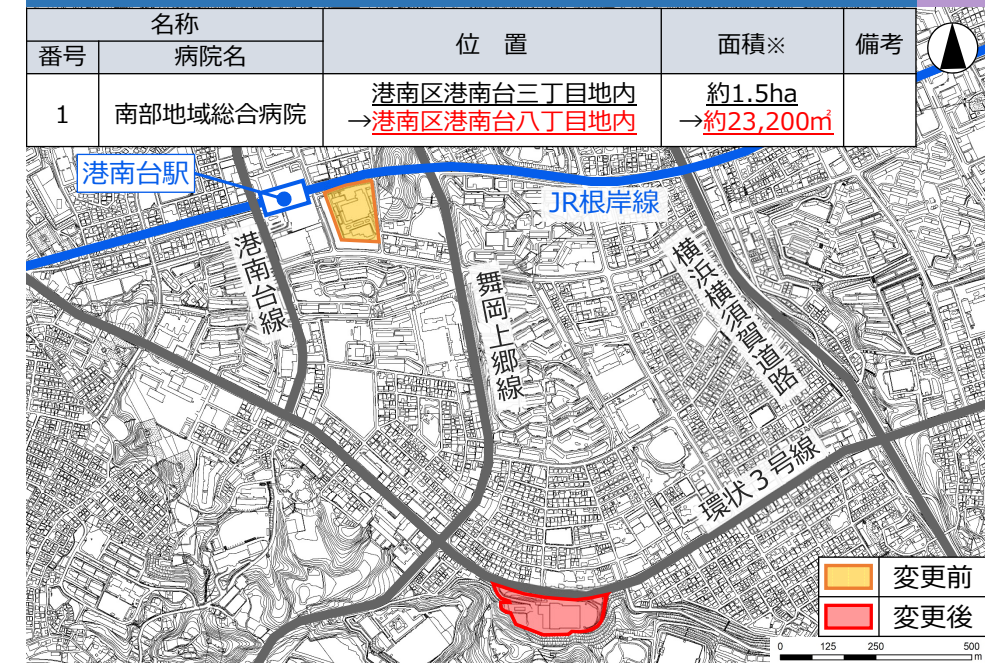 名称
番号 病院名 位 置 面積※ 備考
1 南部地域総合病院 港南区港南台三丁目地内 約1.5ha
→港南区港南台八丁目地内 →約23,200㎡
港南台駅
JR根岸線
港南台線
舞岡上郷線
横浜横須賀道路
環状３号線
変更前
変更後
0 125 250 500
m